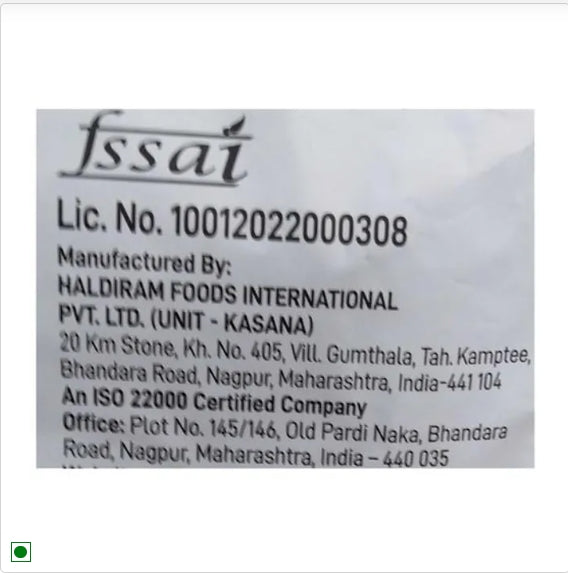 fssai
Lic. No. 10012022000308
Manufactured By:
HALDIRAM FOODS INTERNATIONAL
PVT. LTD. (UNIT - KASANA)
20 Km Stone, Kh. No. 405, Vill. Gumthala, Tah. Kamptee,
Bhandara Road, Nagpur, Maharashtra, India-441 104
An ISO 22000 Certified Company
Office: Plot No. 145/146, Old Pardi Naka, Bhandara
Road, Nagpur, Maharashtra, India – 440 035